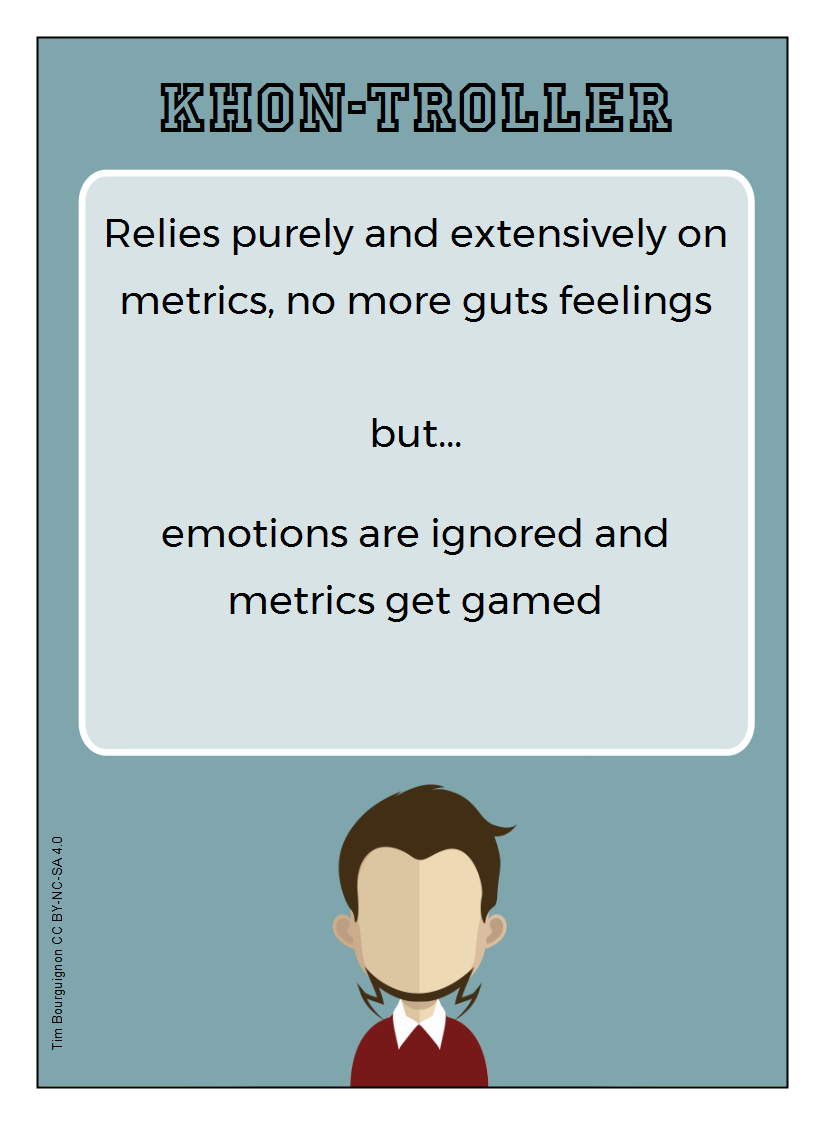 KHON-TROLLER
Relies purely and extensively on
metrics, no more guts feelings
but...
emotions are ignored and
metrics get gamed
Tim Bourguignon CC BY-NC-SA 4.0